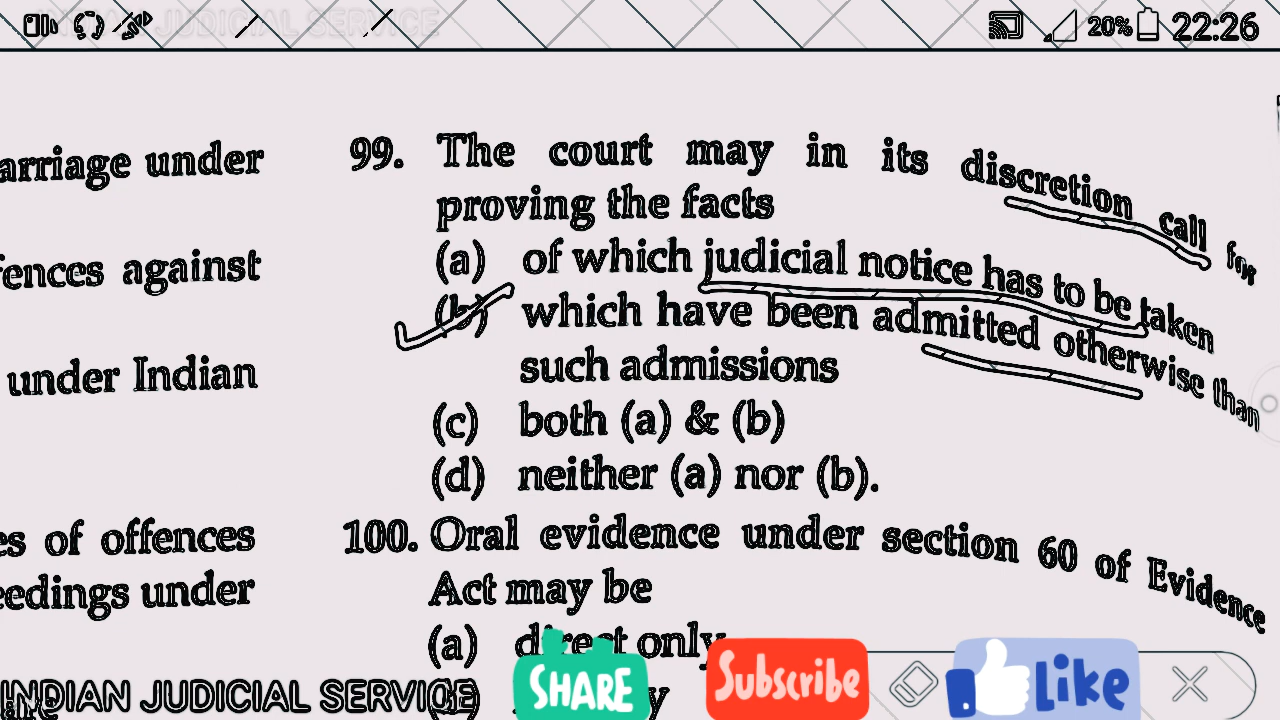 INDIAN JUDICIAL SERVICE
20% 22:26
arriage under
fences against
under Indian
es of offences
eedings under
99. The court may in its discretion call for
proving the facts
(a) of which judicial notice has to be taken
(b) which have been admitted otherwise than
such admissions
(c) both (a) & (b)
(d) neither (a) nor (b).
100. Oral evidence under section 60 of Evidence
Act may be
(a) direct only
SHARE
Subscribe
Like
INDIAN JUDICIAL SERVICE